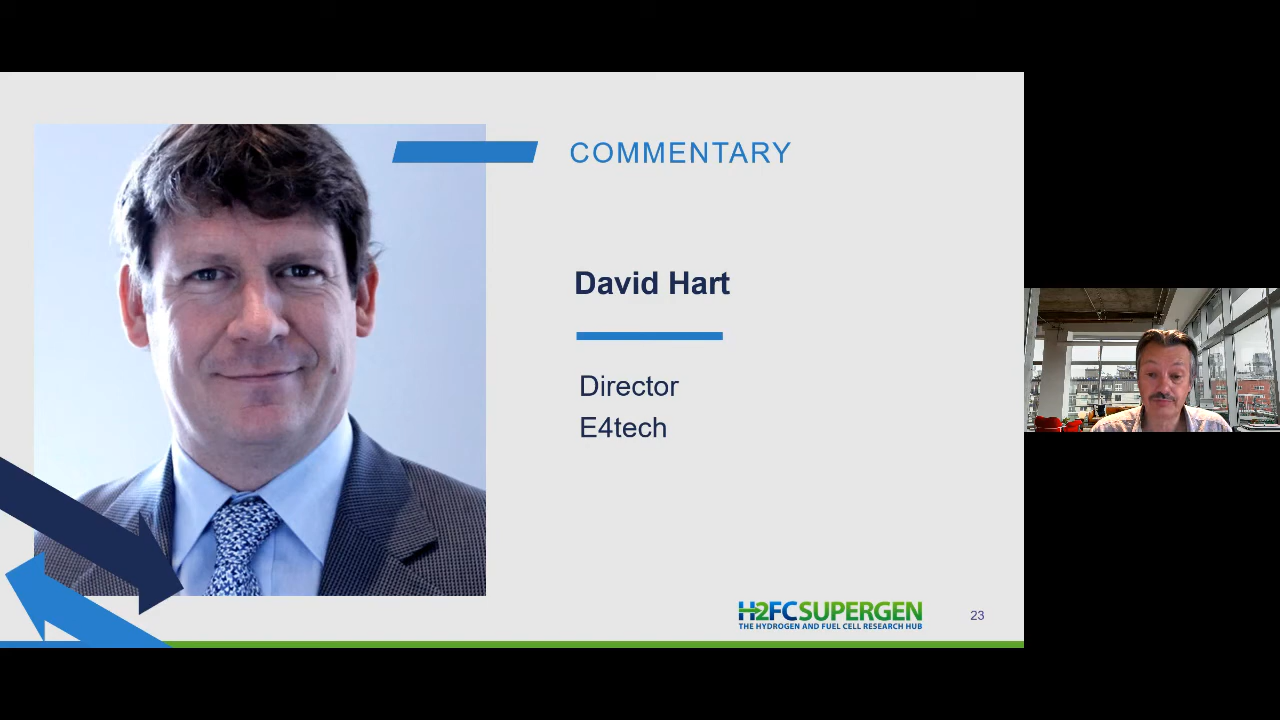 COMMENTARY
David Hart
Director
E4tech
H2FCSUPERGEN
THE HYDROGEN AND FUEL CELL RESEARCH HUB
23